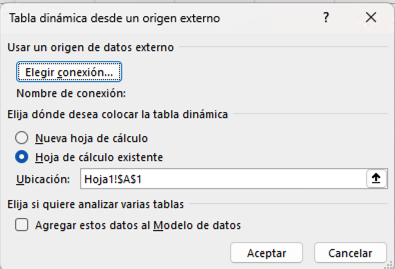 Tabla dinámica desde un origen externo ? ×
Usar un origen de datos externo
Elegir conexión...
Nombre de conexión:
Elija dónde desea colocar la tabla dinámica
Nueva hoja de cálculo
Hoja de cálculo existente
Ubicación: Hoja1!$A$1
Elija si quiere analizar varias tablas
Agregar estos datos al Modelo de datos
Aceptar Cancelar